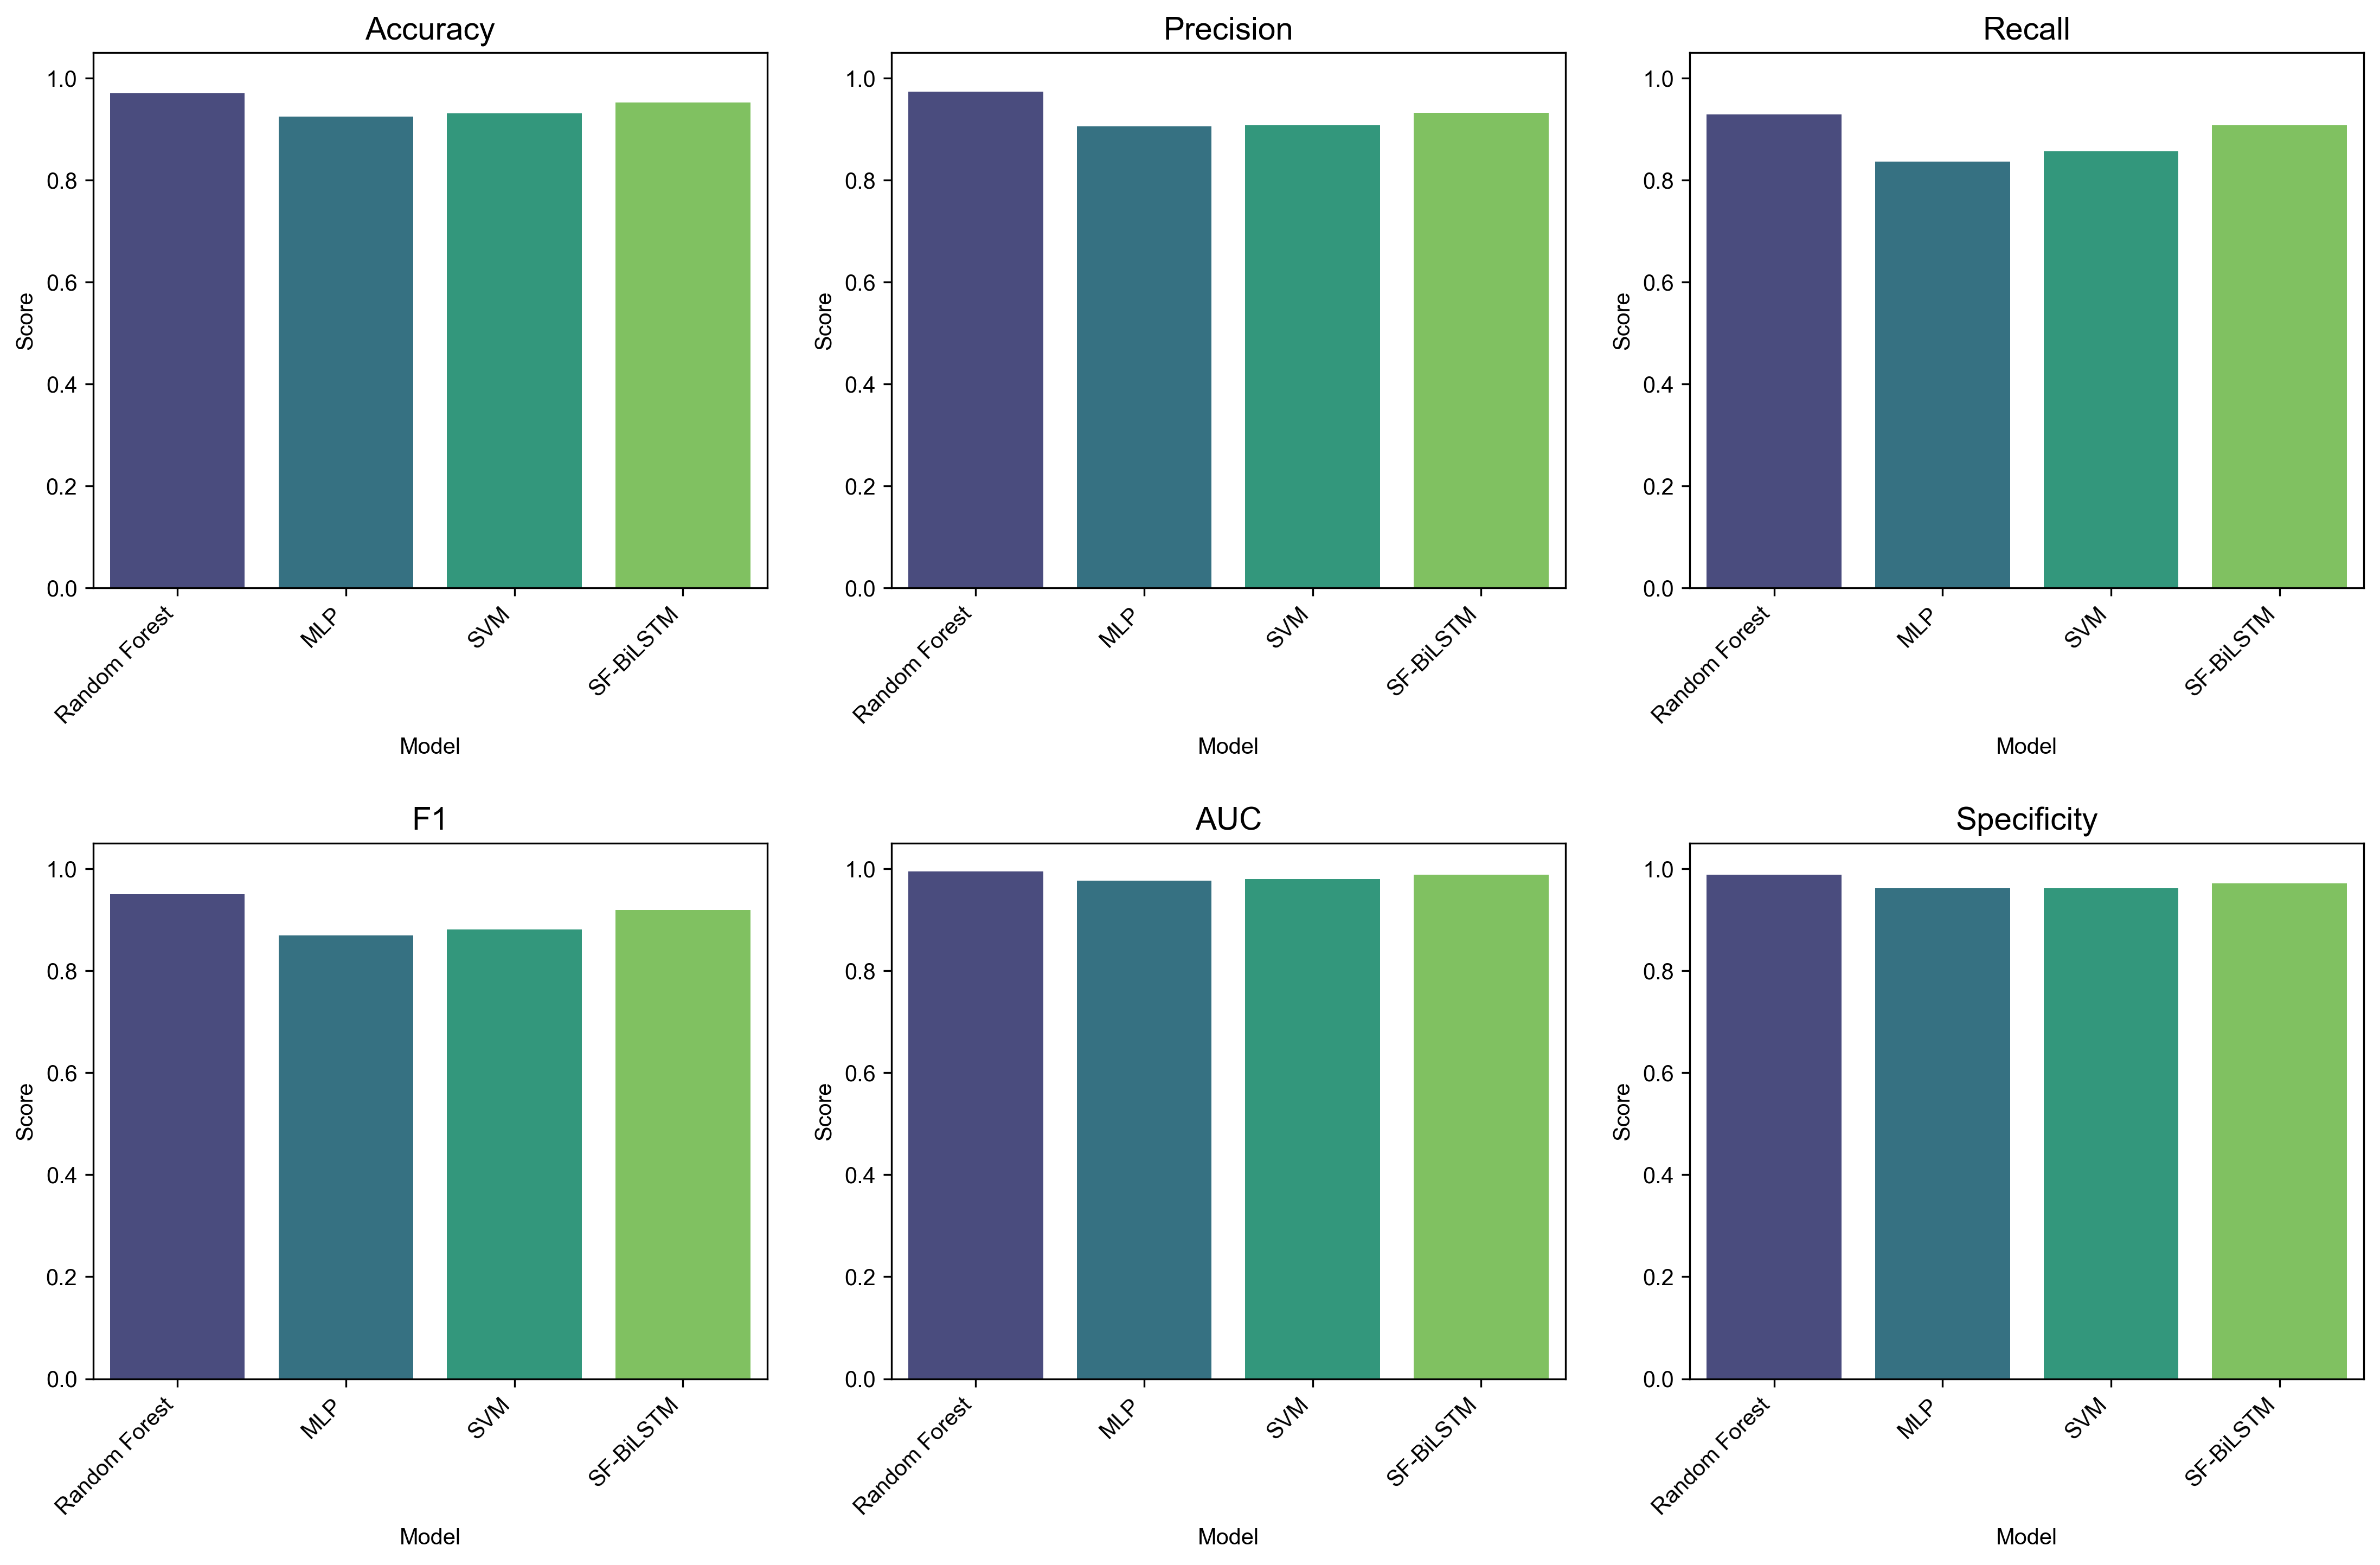 Accuracy
1.0
0.8
0.6
0.4
0.2
0.0
Score
Random Forest
MLP
SVM
SF-BiLSTM
Model
Precision
1.0
0.8
0.6
0.4
0.2
0.0
Score
Random Forest
MLP
SVM
SF-BiLSTM
Model
Recall
1.0
0.8
0.6
0.4
0.2
0.0
Score
Random Forest
MLP
SVM
SF-BiLSTM
Model
F1
1.0
0.8
0.6
0.4
0.2
0.0
Score
Random Forest
MLP
SVM
SF-BiLSTM
Model
AUC
1.0
0.8
0.6
0.4
0.2
0.0
Score
Random Forest
MLP
SVM
SF-BiLSTM
Model
Specificity
1.0
0.8
0.6
0.4
0.2
0.0
Score
Random Forest
MLP
SVM
SF-BiLSTM
Model